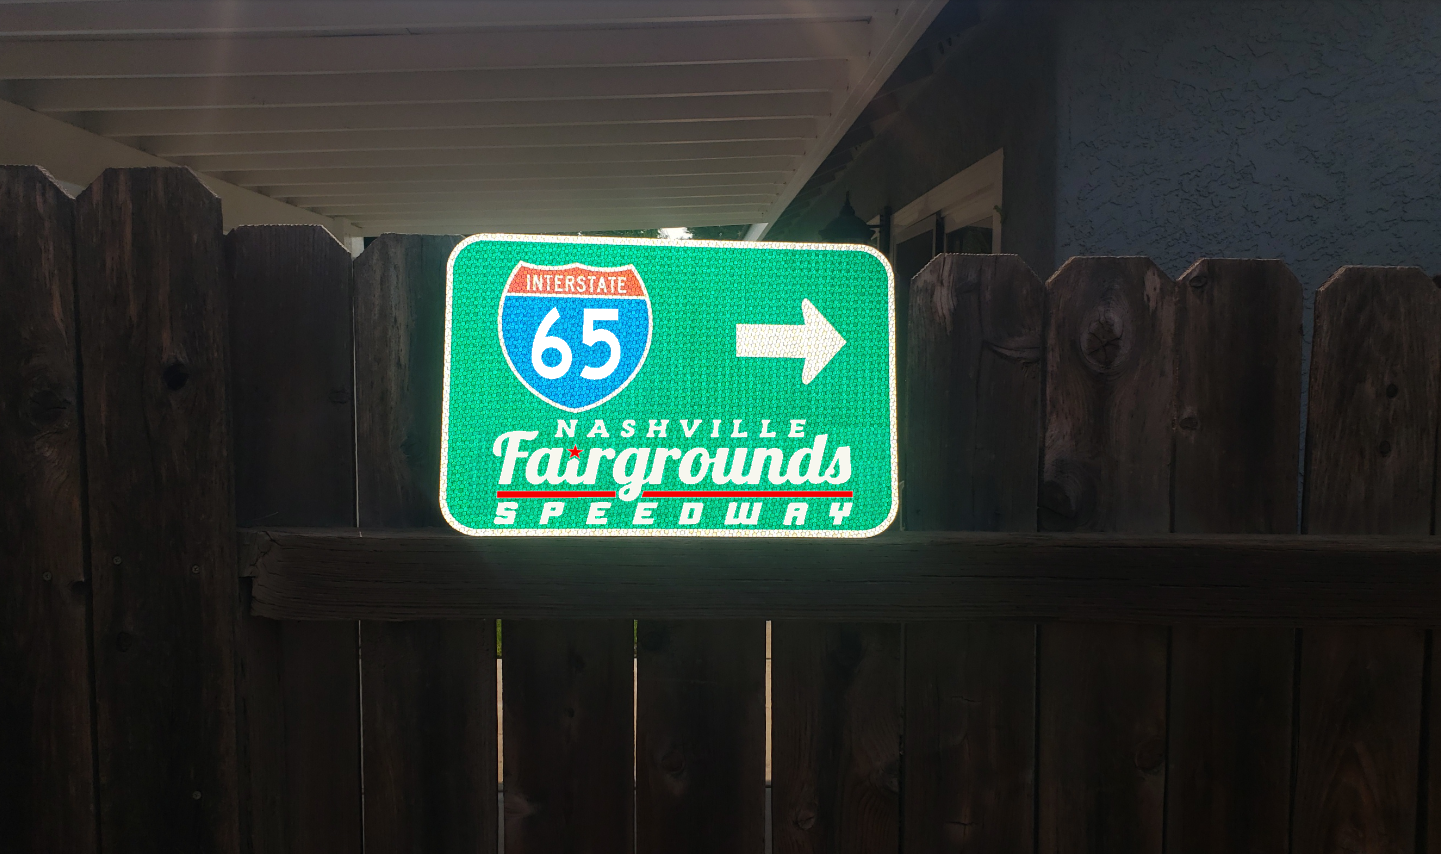 INTERSTATE
65
NASHVILLE
Fairgrounds
SPEEDWAY